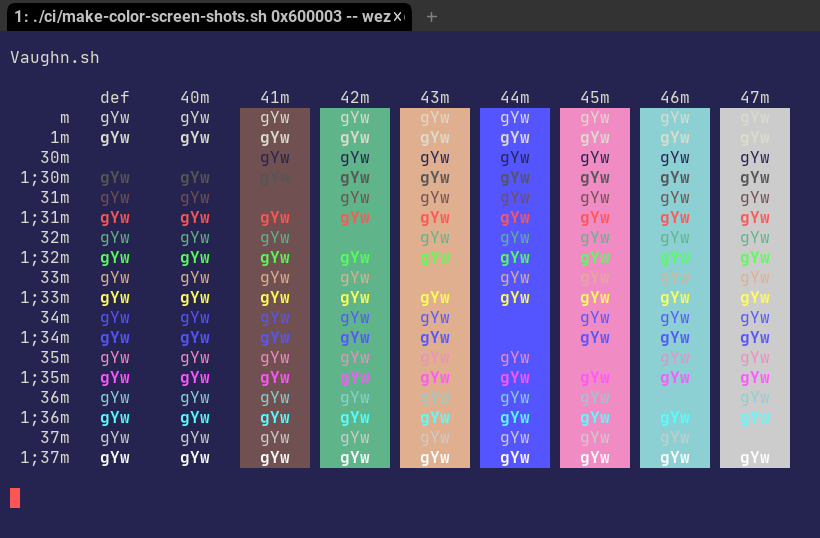 1: ./ci/make-color-screen-shots.sh 0x600003 -- wez
Vaughn.sh
def 40m 41m 42m 43m 44m 45m 46m 47m
m gYw gYw gYw gYw gYw gYw gYw gYw gYw
1m gYw gYw gYw gYw gYw gYw gYw gYw gYw
30m gYw gYw gYw gYw gYw gYw gYw
1;30m gYw gYw gYw gYw gYw gYw gYw gYw gYw
31m gYw gYw gYw gYw gYw gYw gYw gYw
1;31m gYw gYw gYw gYw gYw gYw gYw gYw gYw
32m gYw gYw gYw gYw gYw gYw gYw gYw
1;32m gYw gYw gYw gYw gYw gYw gYw gYw gYw
33m gYw gYw gYw gYw gYw gYw gYw gYw
1;33m gYw gYw gYw gYw gYw gYw gYw gYw gYw
34m gYw gYw gYw gYw gYw gYw gYw gYw
1;34m gYw gYw gYw gYw gYw gYw gYw gYw
35m gYw gYw gYw gYw gYw gYw gYw gYw
1;35m gYw gYw gYw gYw gYw gYw gYw gYw gYw
36m gYw gYw gYw gYw gYw gYw gYw gYw
1;36m gYw gYw gYw gYw gYw gYw gYw gYw gYw
37m gYw gYw gYw gYw gYw gYw gYw gYw
1;37m gYw gYw gYw gYw gYw gYw gYw gYw gYw